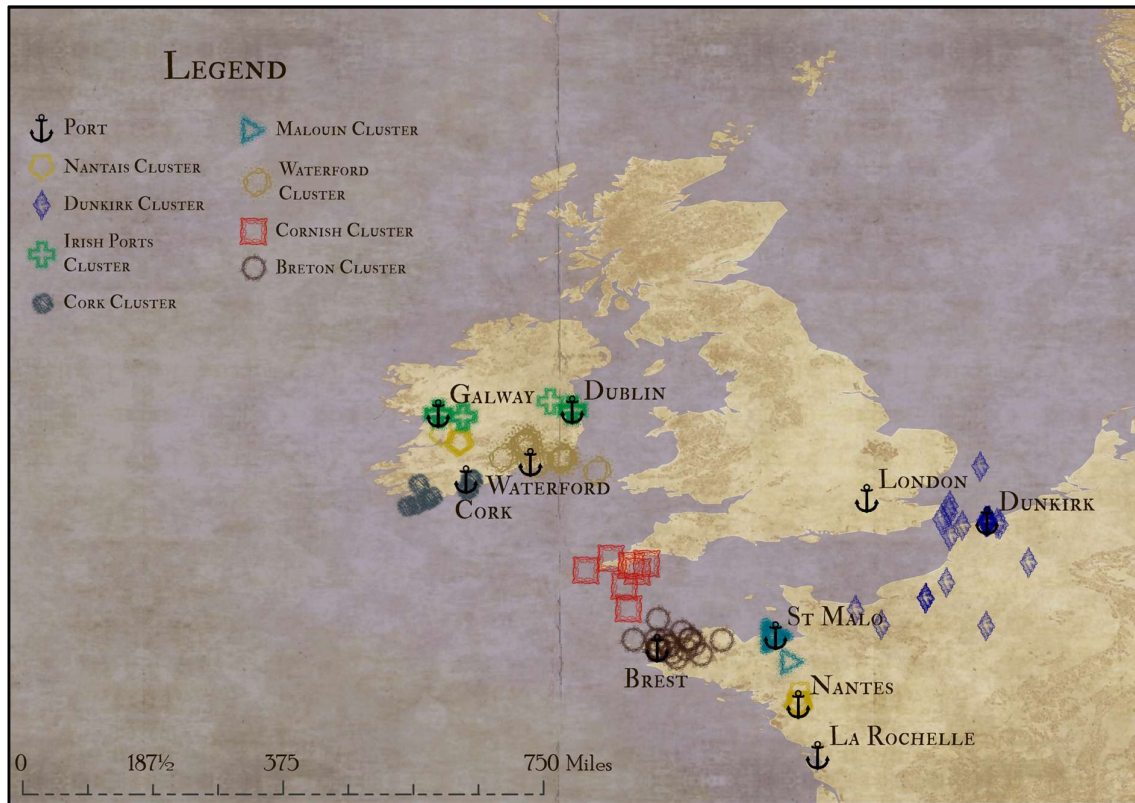 Legend
Port
Nantais Cluster
Dunkirk Cluster
Irish Ports
Cluster
Cork Cluster
Malouin Cluster
Waterford
Cluster
Cornish Cluster
Breton Cluster
Galway
Dublin
Waterford
Cork
London
Dunkirk
St Malo
Brest
Nantes
La Rochelle
0 187½ 375 750 Miles